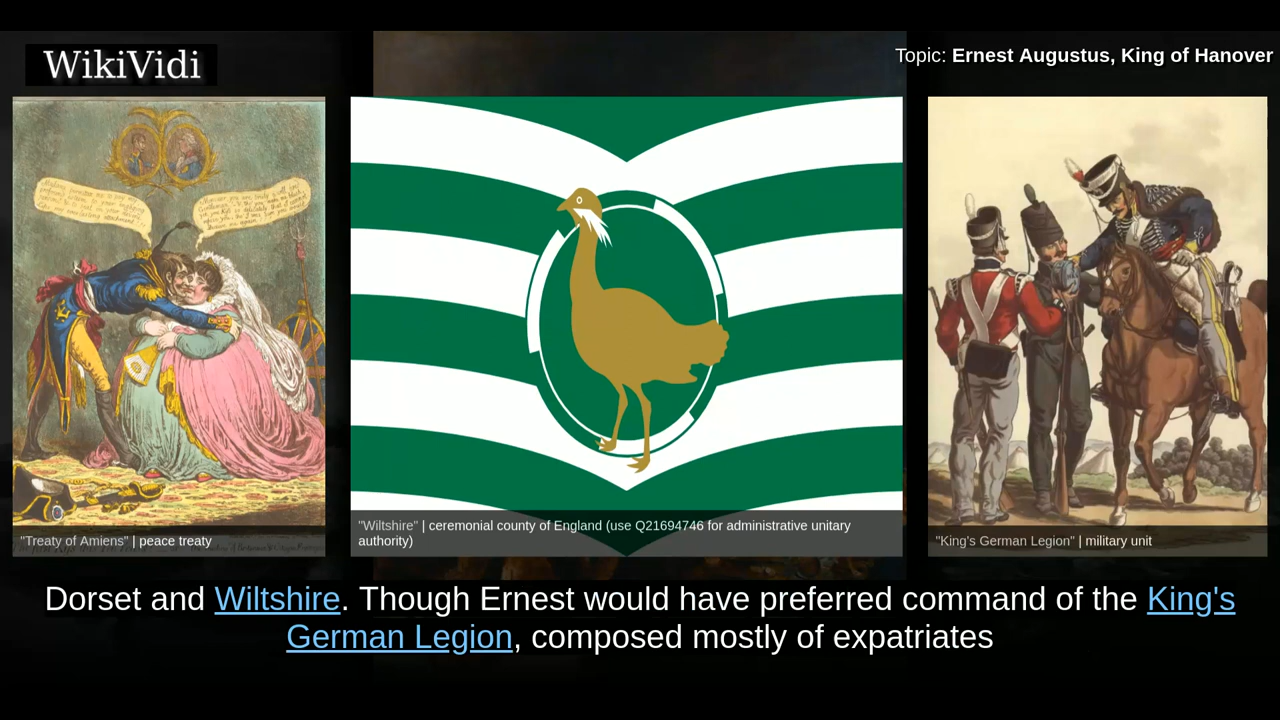 WikiVidi
Topic: Ernest Augustus, King of Hanover
"Treaty of Amiens" | peace treaty
"Wiltshire" | ceremonial county of England (use Q21694746 for administrative unitary
authority)
"King's German Legion" | military unit
Dorset and Wiltshire. Though Ernest would have preferred command of the King's
German Legion, composed mostly of expatriates